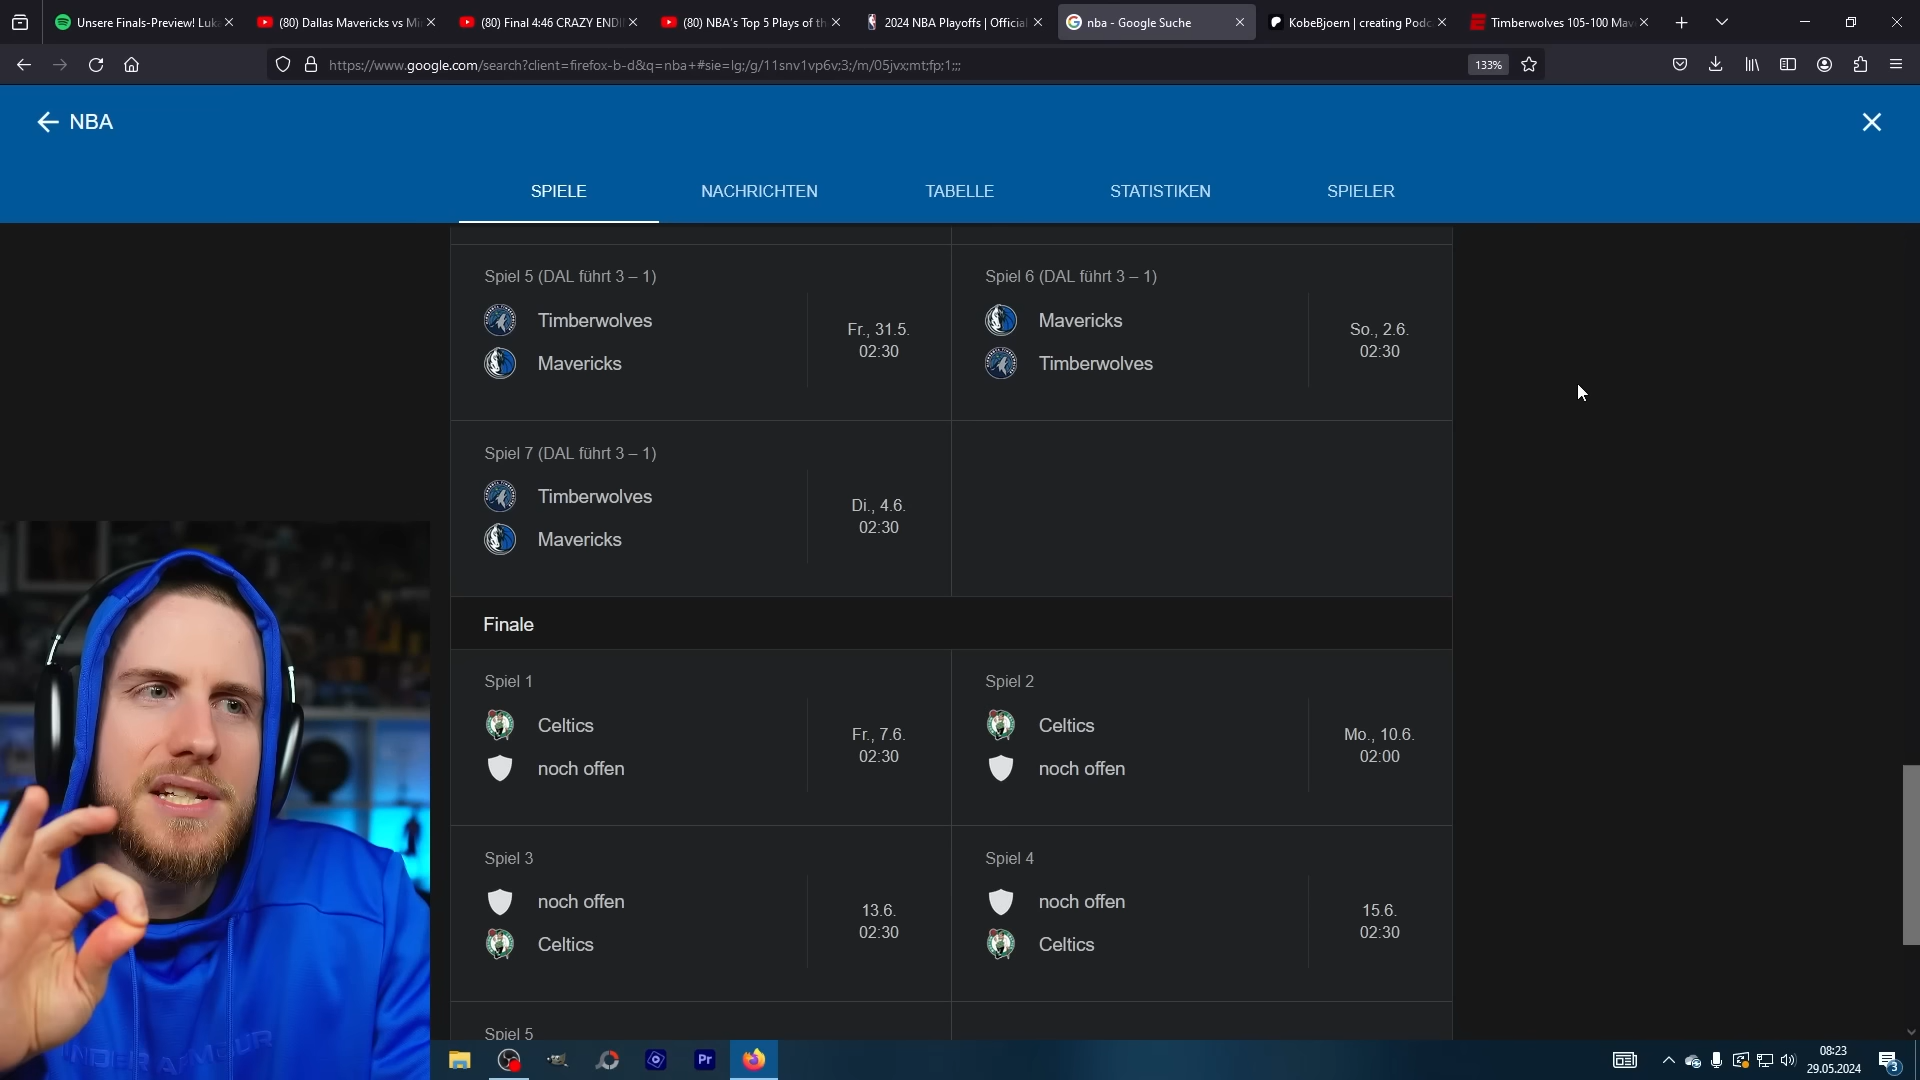 Unsere Finals-Preview! Luka
(80) Dallas Mavericks vs Mi
(80) Final 4:46 CRAZY ENDI
(80) NBA's Top 5 Plays of th
2024 NBA Playoffs | Official
nba - Google Suche
KobeBjoern | creating Podc
Timberwolves 105-100 Mav
https://www.google.com/search?client=firefox-b-d&q=nba+#sie=lg;/g/11snv1vp6v;3;/m/05jvx;mt;fp;1;;;
133%
NBA
SPIELE
NACHRICHTEN
TABELLE
STATISTIKEN
SPIELER
Spiel 5 (DAL führt 3 – 1)
Timberwolves
Mavericks
Fr., 31.5.
02:30
Spiel 6 (DAL führt 3 – 1)
Mavericks
Timberwolves
So., 2.6.
02:30
Spiel 7 (DAL führt 3 – 1)
Timberwolves
Mavericks
Di., 4.6.
02:30
Finale
Spiel 1
Celtics
noch offen
Fr., 7.6.
02:30
Spiel 2
Celtics
noch offen
Mo., 10.6.
02:00
Spiel 3
noch offen
Celtics
13.6.
02:30
Spiel 4
noch offen
Celtics
15.6.
02:30
Spiel 5
UNDER ARMOUR
Pr
08:23
29.05.2024
3